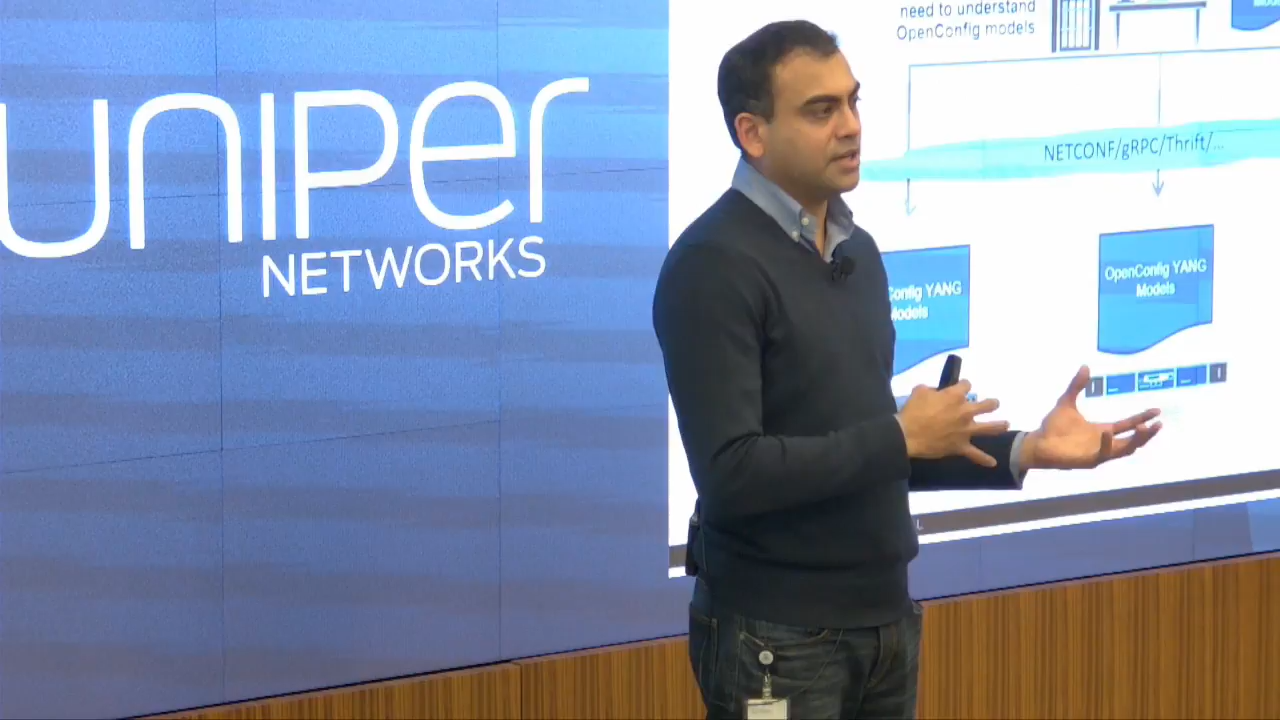 uniper
NETWORKS
need to understand
OpenConfig models
NETCONF/gRPC/Thrift/...
Config YANG
Models
OpenConfig YANG
Models